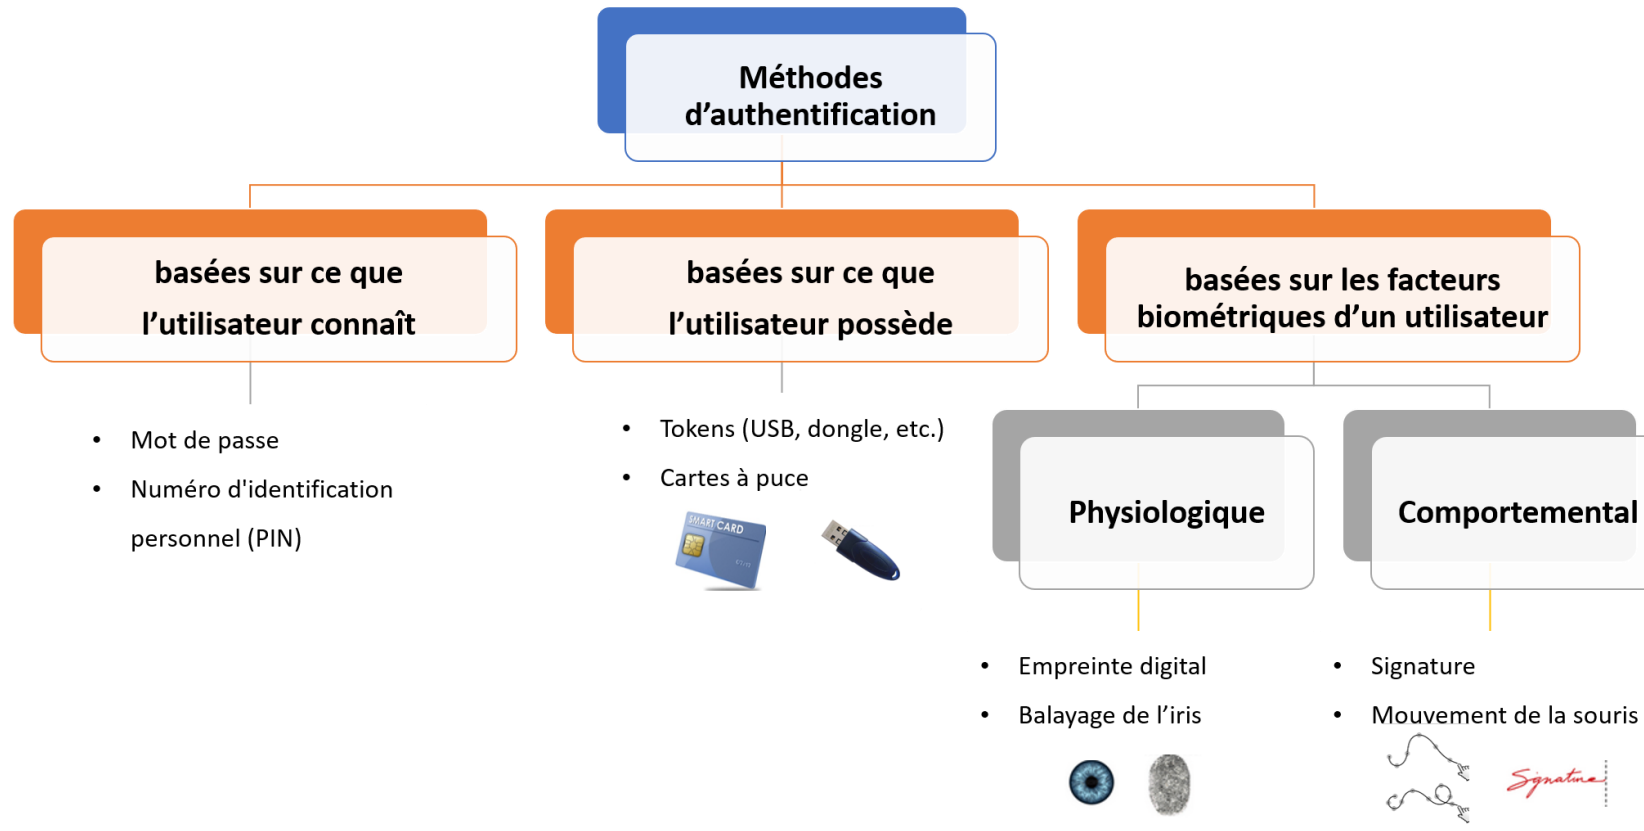 Méthodes
d’authentification
basées sur ce que
l’utilisateur connaît
basées sur ce que
l’utilisateur possède
basées sur les facteurs
biométriques d’un utilisateur
• Mot de passe
• Numéro d'identification
personnel (PIN)
• Tokens (USB, dongle, etc.)
• Cartes à puce
SMART CARD
Physiologique
Comportemental
• Empreinte digital
• Balayage de l’iris
• Signature
• Mouvement de la souris
Signature